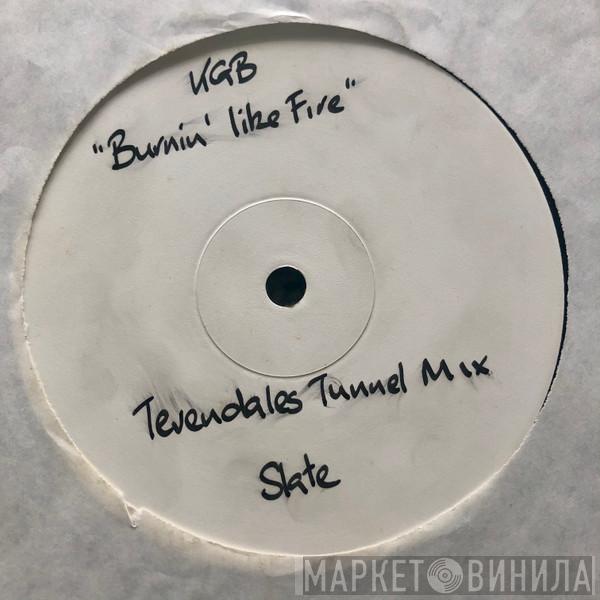 KGB
"Burnin' like Fire"
Tevendales Tunnel Mix
Slate
МАРКЕТ ВИНИЛА